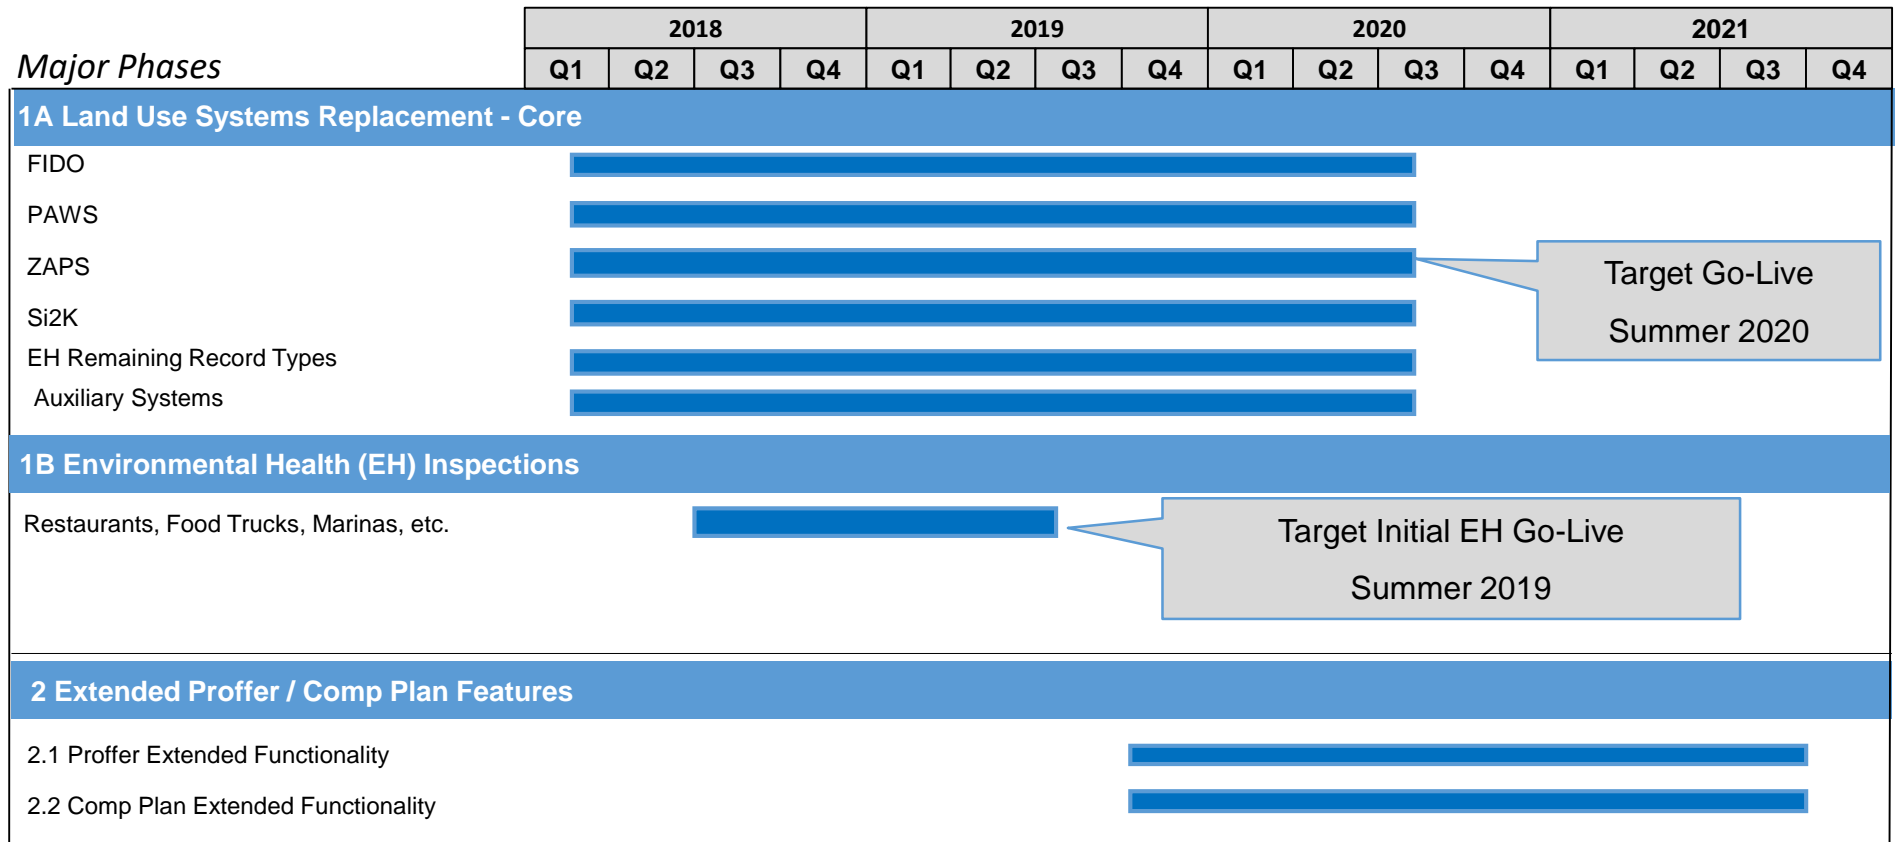 2018 2019 2020 2021
Major Phases
Q1 Q2 Q3 Q4 Q1 Q2 Q3 Q4 Q1 Q2 Q3 Q4 Q1 Q2 Q3 Q4
1A Land Use Systems Replacement - Core
FIDO
PAWS
ZAPS
Target Go-Live
Summer 2020
Si2K
EH Remaining Record Types
Auxiliary Systems
1B Environmental Health (EH) Inspections
Restaurants, Food Trucks, Marinas, etc.
Target Initial EH Go-Live
Summer 2019
2 Extended Proffer / Comp Plan Features
2.1 Proffer Extended Functionality
2.2 Comp Plan Extended Functionality